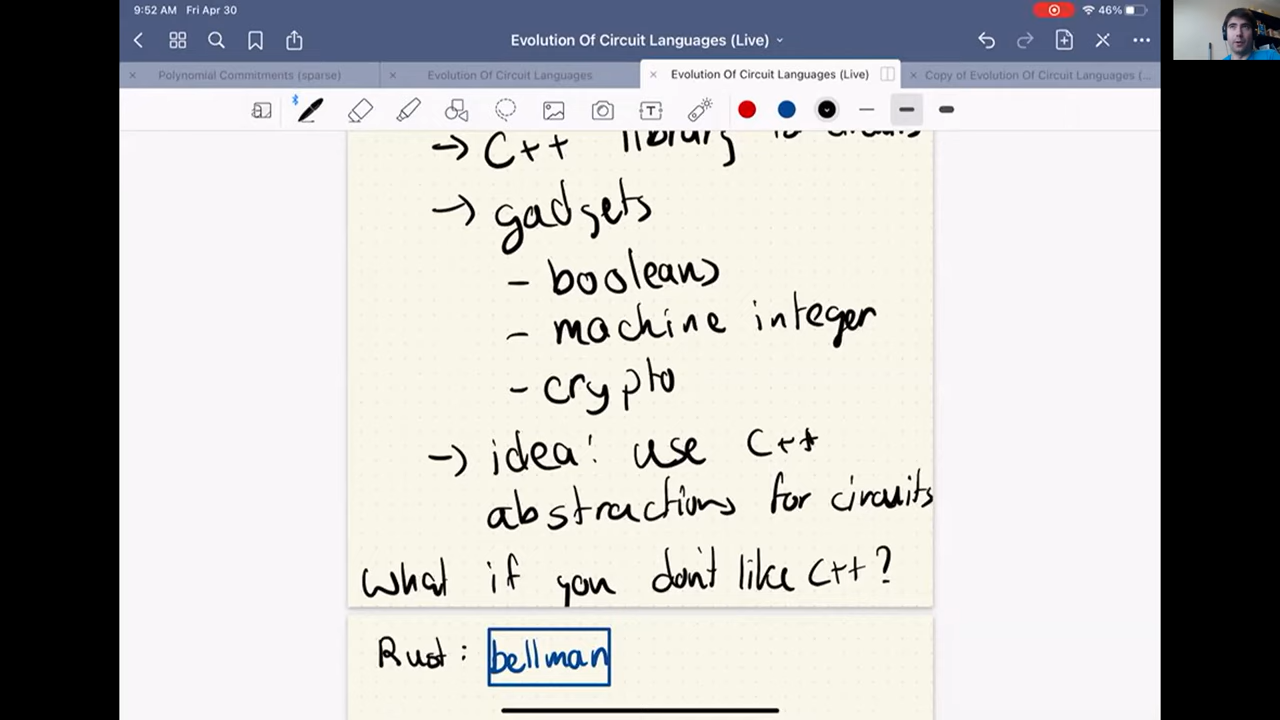 9:52 AM Fri Apr 30
46%
Evolution Of Circuit Languages (Live)
Polynomial Commitments (sparse)
Evolution Of Circuit Languages
Evolution Of Circuit Languages (Live)
Copy of Evolution Of Circuit Languages (...
→ C++ library
→ gadgets
- booleans
- machine integer
- crypto
→ idea: use C++
abstractions for circuits
What if you don't like C++?
Rust: bellman